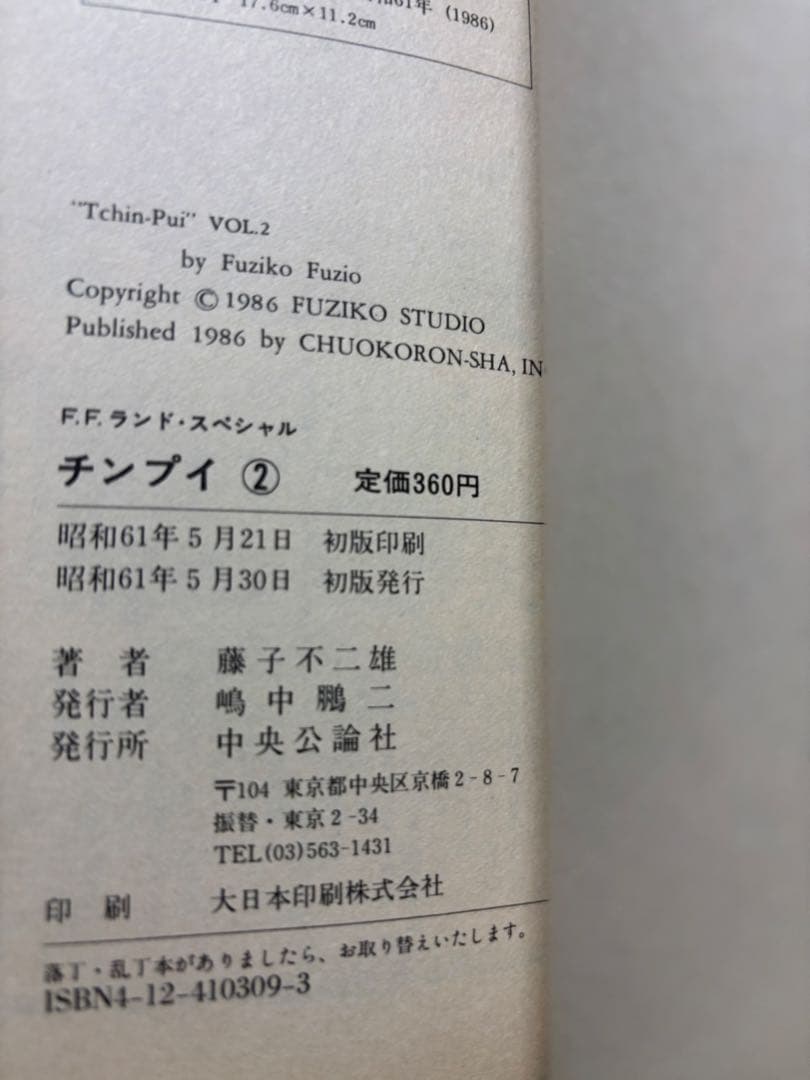 17.6cm×11.2cm
61年 (1986)
"Tchin-Pui" VOL.2
by Fuziko Fuzio
Copyright © 1986 FUZIKO STUDIO
Published 1986 by CHUOKORON-SHA, IN
F.F.ランド・スペシャル
チンプイ ② 定価360円
昭和61年5月21日 初版印刷
昭和61年5月30日 初版発行
著者 藤子不二雄
発行者 嶋中鵬二
発行所 中央公論社
〒104 東京都中央区京橋2-8-7
振替・東京2-34
TEL(03)563-1431
印刷 大日本印刷株式会社
落丁・乱丁本がありましたら、お取り替えいたします。
ISBN4-12-410309-3